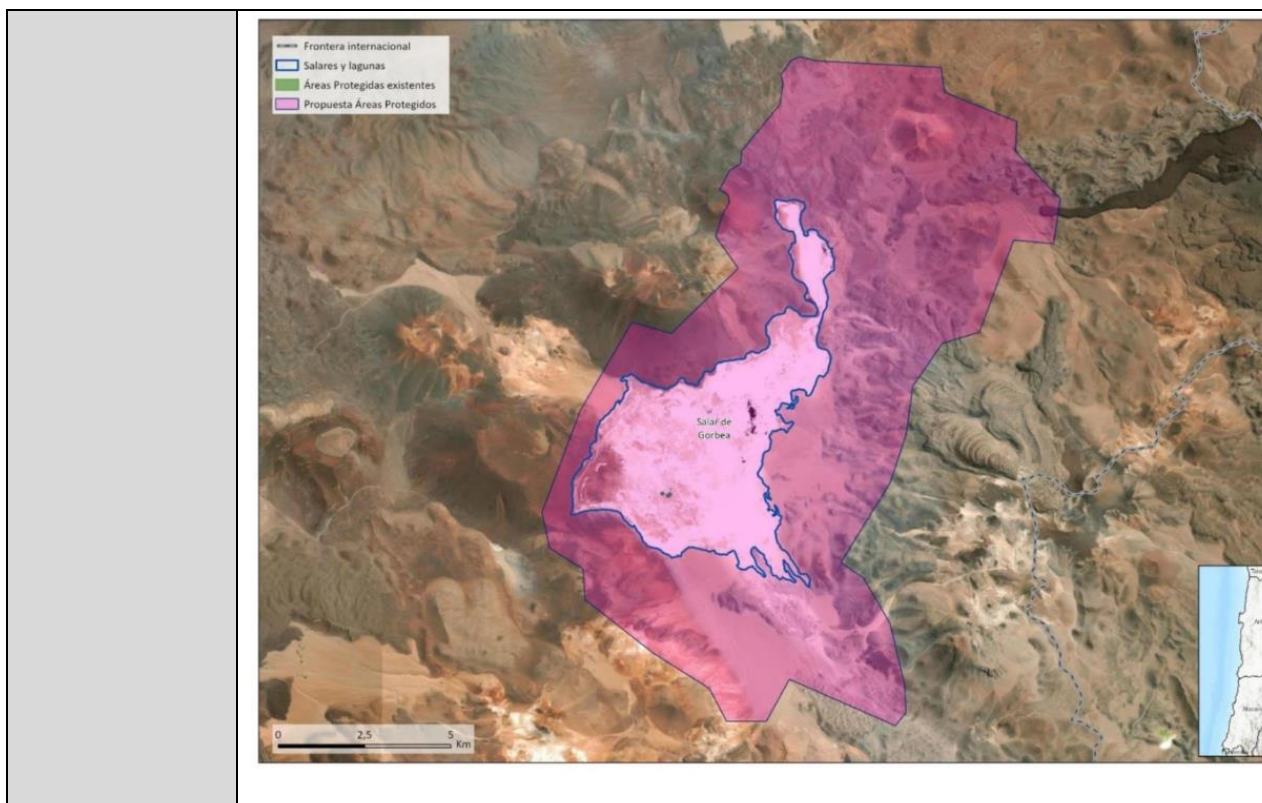 Frontera internacional
Salares y lagunas
Áreas Protegidas existentes
Propuesta Áreas Protegidos
Salar de
Gorbea
0 2,5 5
Km